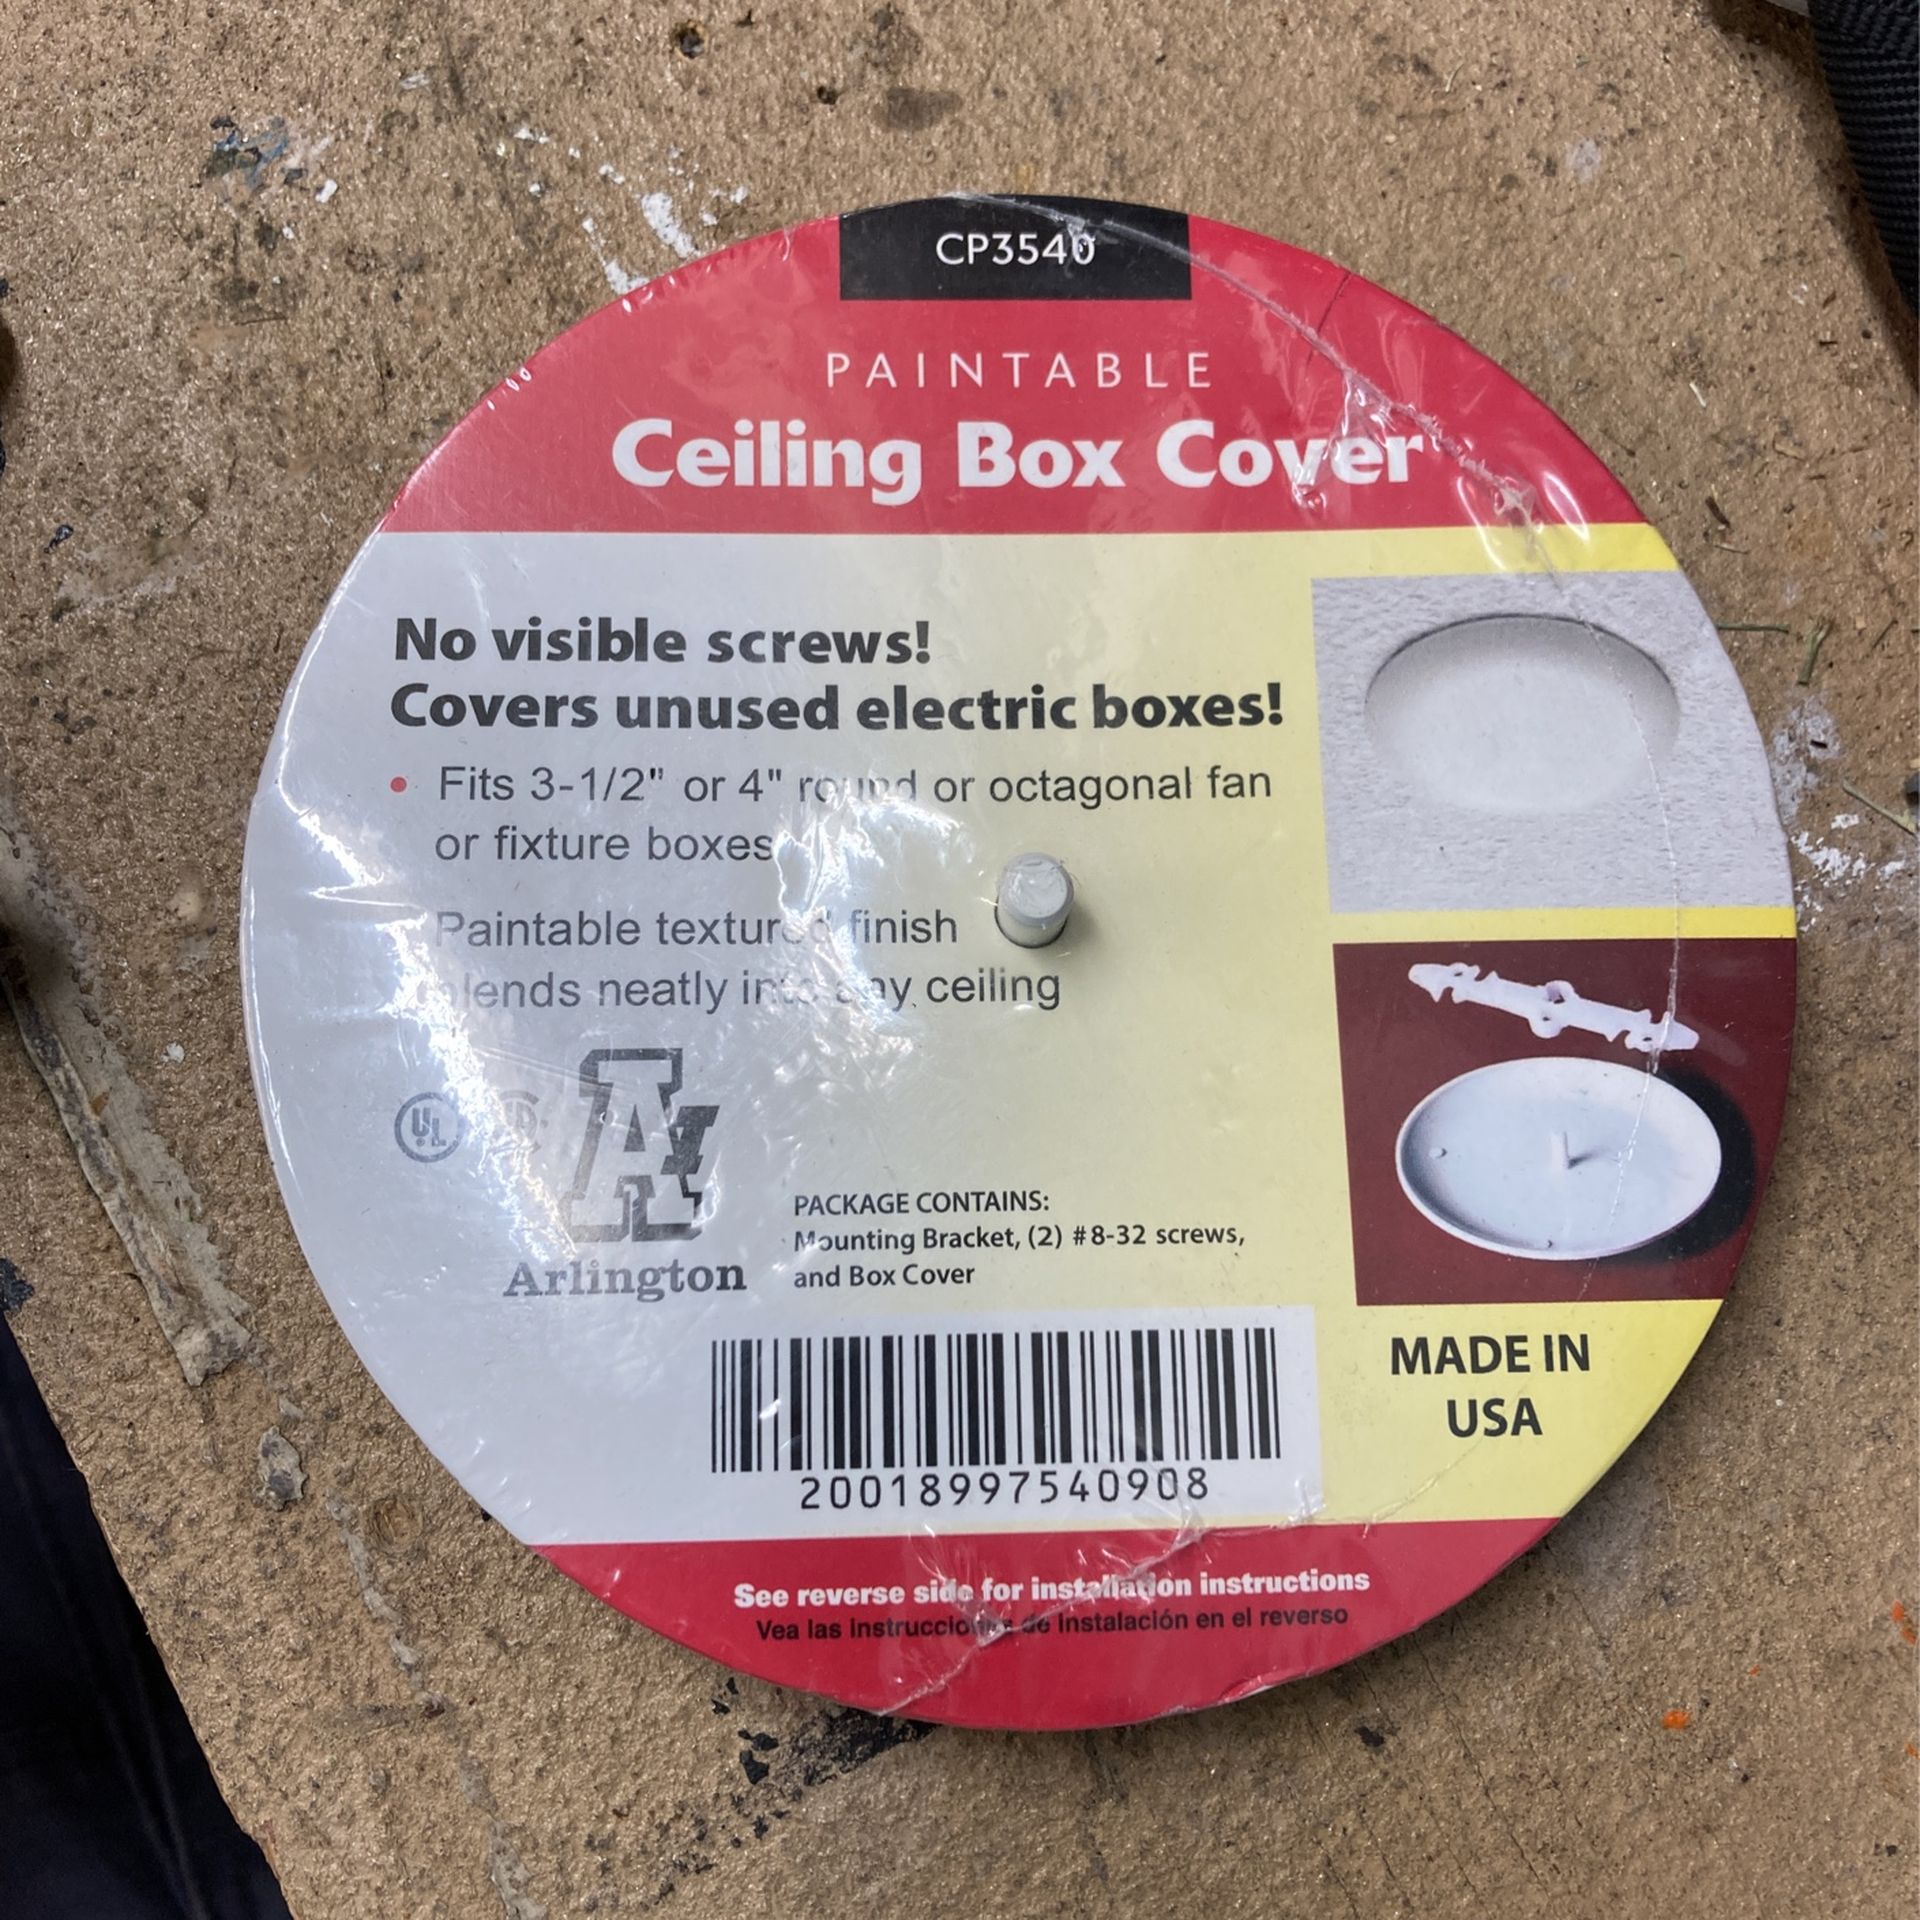 CP3540
PAINTABLE
Ceiling Box Cover
No visible screws!
Covers unused electric boxes!
• Fits 3-1/2" or 4" round or octagonal fan
or fixture boxes
Paintable textured finish
blends neatly into any ceiling
UL
Arlington
PACKAGE CONTAINS:
Mounting Bracket, (2) #8-32 screws,
and Box Cover
20018997540908
MADE IN
USA
See reverse side for installation instructions
Vea las instrucciones de instalación en el reverso